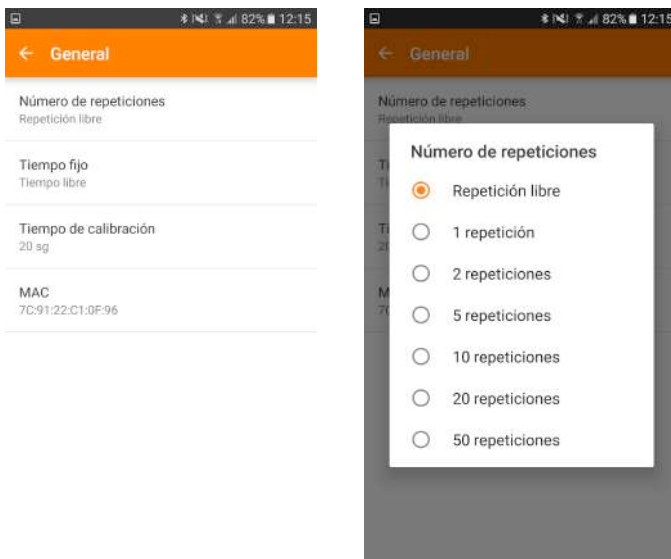 82% 12:15
General
Número de repeticiones
Repetición libre
Tiempo fijo
Tiempo libre
Tiempo de calibración
20 sg
MAC
7C:91:22:C1:0F:96
82% 12:15
General
Número de repeticiones
Repetición libre
Número de repeticiones
Repetición libre
1 repetición
2 repeticiones
5 repeticiones
10 repeticiones
20 repeticiones
50 repeticiones